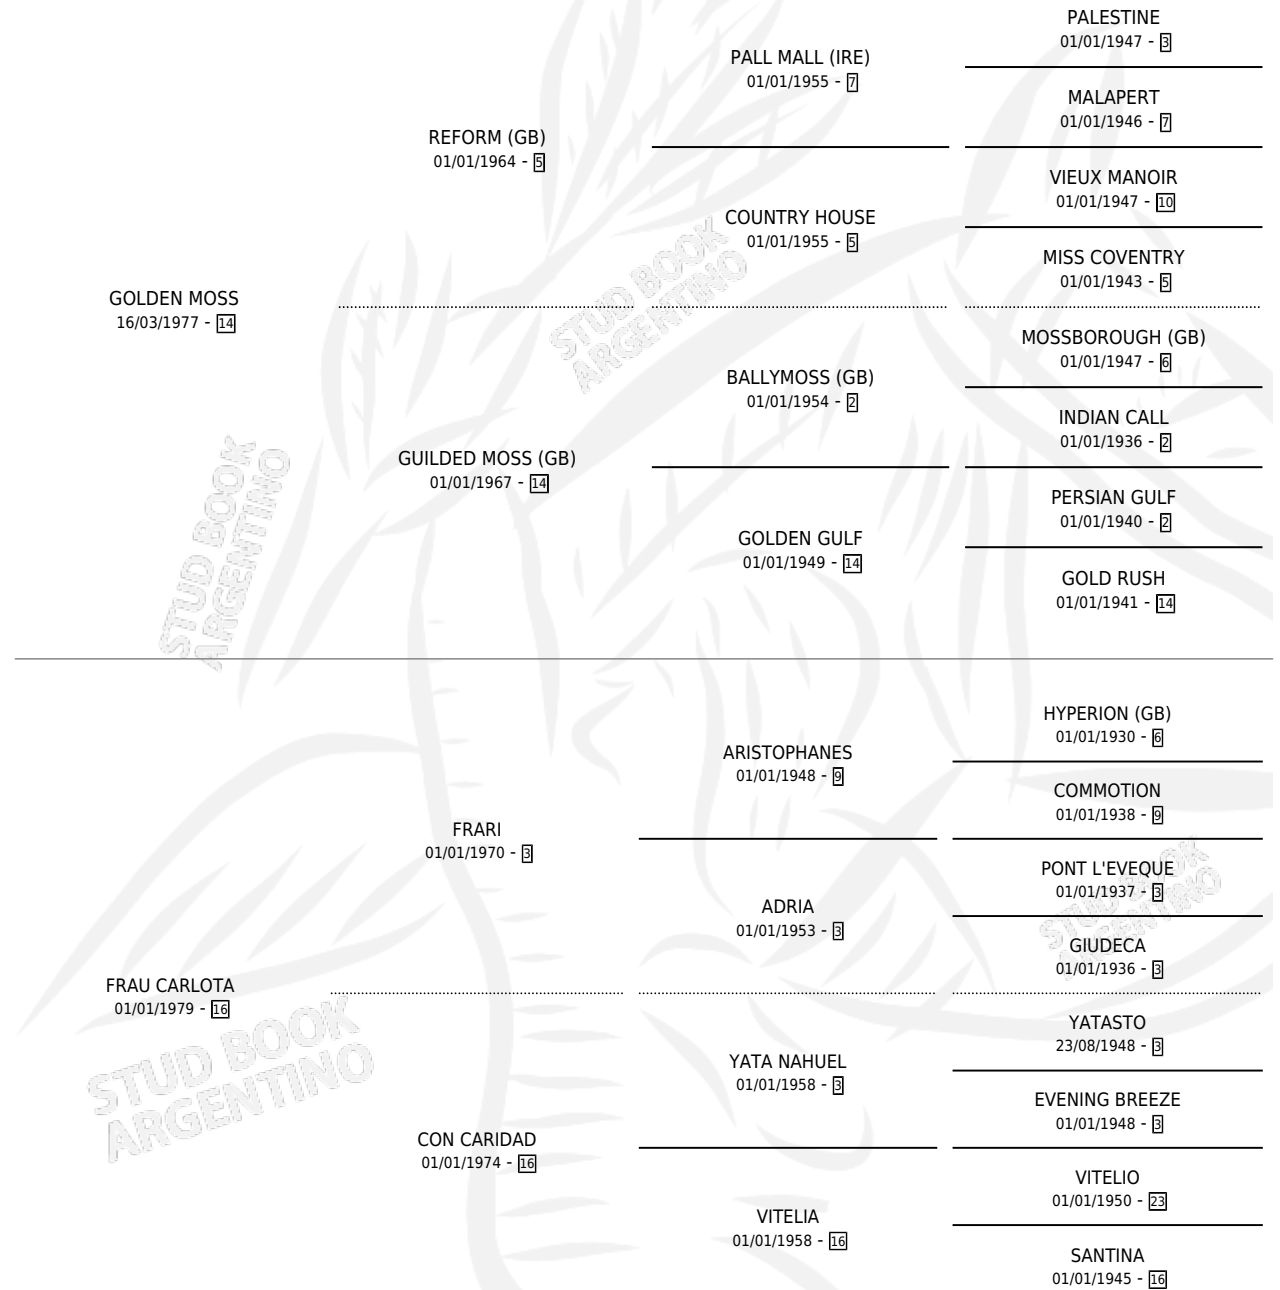 PALESTINE
01/01/1947 - 3
PALL MALL (IRE)
01/01/1955 - 7
MALAPERT
01/01/1946 - 7
REFORM (GB)
01/01/1964 - 5
VIEUX MANOIR
01/01/1947 - 10
COUNTRY HOUSE
01/01/1955 - 5
MISS COVENTRY
01/01/1943 - 5
STUD BOOK
ARGENTINO
GOLDEN MOSS
16/03/1977 - 14
MOSSBOROUGH (GB)
01/01/1947 - 6
BALLYMOSS (GB)
01/01/1954 - 2
INDIAN CALL
01/01/1936 - 2
GUILDED MOSS (GB)
01/01/1967 - 14
PERSIAN GULF
01/01/1940 - 2
GOLDEN GULF
01/01/1949 - 14
GOLD RUSH
01/01/1941 - 14
STUD BOOK
ARGENTINO
HYPERION (GB)
01/01/1930 - 6
ARISTOPHANES
01/01/1948 - 9
COMMOTION
01/01/1938 - 9
FRARI
01/01/1970 - 3
PONT L'EVEQUE
01/01/1937 - 3
ADRIA
01/01/1953 - 3
GIUDECA
01/01/1936 - 3
STUD BOOK
ARGENTINO
FRAU CARLOTA
01/01/1979 - 16
YATASTO
23/08/1948 - 3
YATA NAHUEL
01/01/1958 - 3
EVENING BREEZE
01/01/1948 - 3
STUD BOOK
ARGENTINO
CON CARIDAD
01/01/1974 - 16
VITELIO
01/01/1950 - 23
VITELIA
01/01/1958 - 16
SANTINA
01/01/1945 - 16